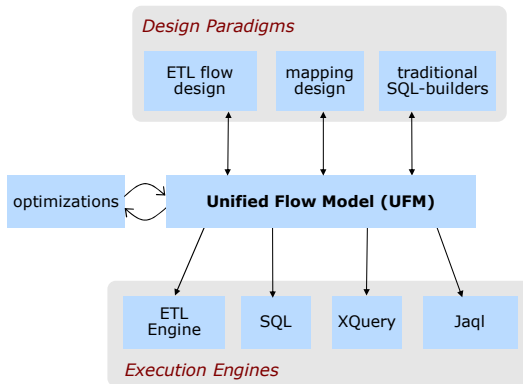 Design Paradigms
ETL flow
design
mapping
design
traditional
SQL-builders
optimizations
Unified Flow Model (UFM)
ETL
Engine
SQL
XQuery
Jaql
Execution Engines